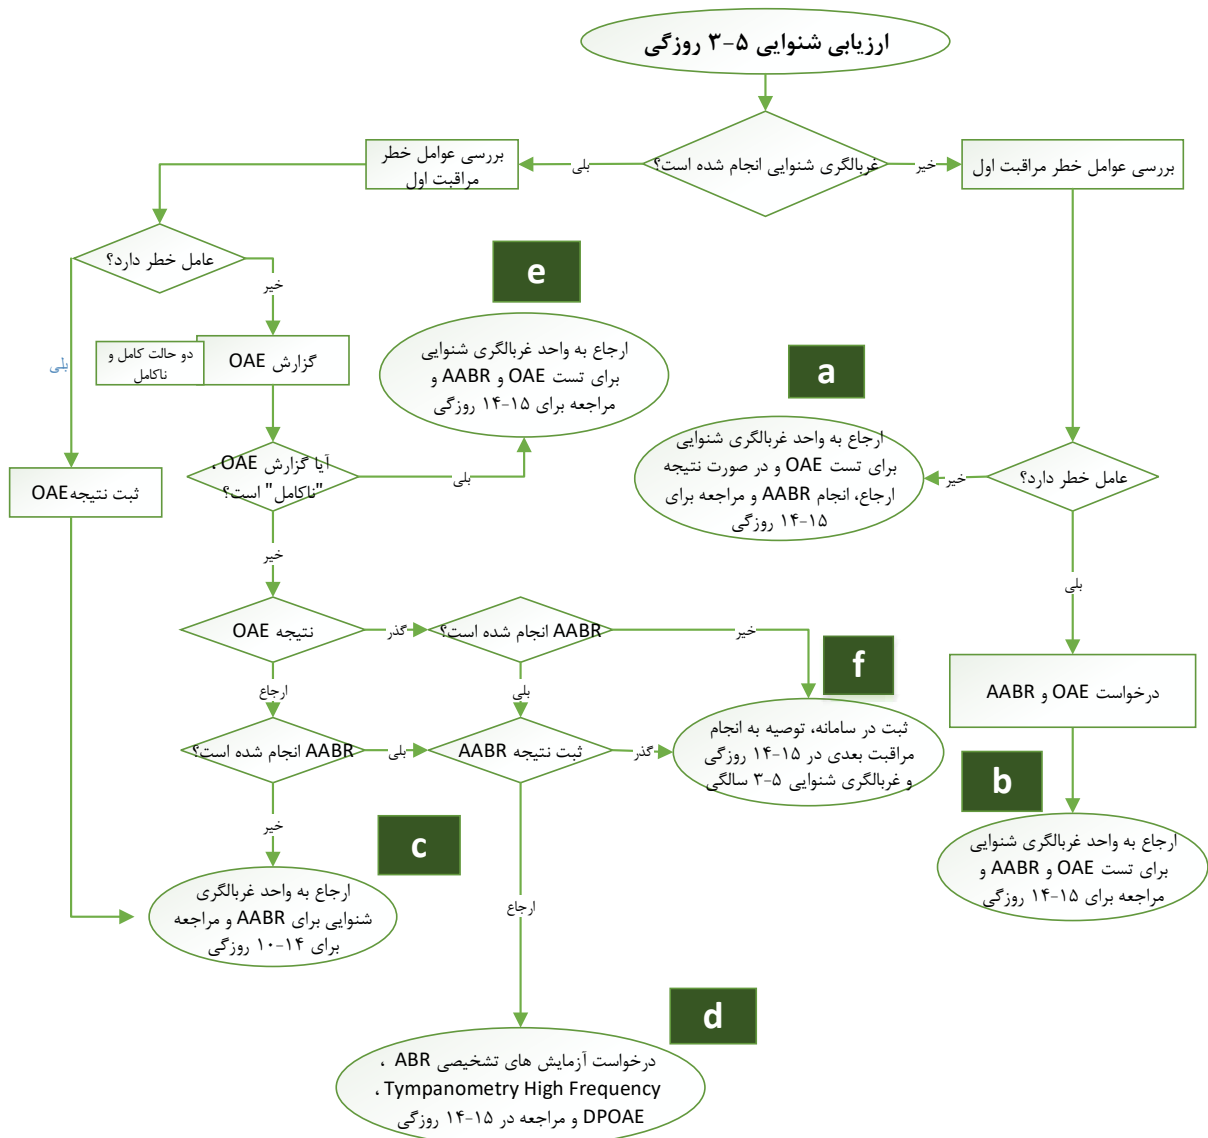 ارزیابی شنوایی ۵-۳ روزگی
غربالگری شنوایی انجام شده است؟
خیر
بلی
بررسی عوامل خطر مراقبت اول
بررسی عوامل خطر
مراقبت اول
عامل خطر دارد؟
خیر
بلی
گزارش OAE
دو حالت کامل و
ناکامل
e
ارجاع به واحد غربالگری شنوایی
برای تست OAE و AABR و
مراجعه برای ۱۵-۱۴ روزگی
a
ارجاع به واحد غربالگری شنوایی
برای تست OAE و در صورت نتیجه
ارجاع، انجام AABR و مراجعه برای
۱۵-۱۴ روزگی
عامل خطر دارد؟
خیر
بلی
آیا گزارش OAE ،
"ناکامل" است؟
بلی
خیر
ثبت نتیجه OAE
نتیجه OAE
گذر
ارجاع
AABR انجام شده است؟
خیر
بلی
AABR انجام شده است؟
بلی
خیر
ثبت نتیجه AABR
گذر
ارجاع
f
ثبت در سامانه، توصیه به انجام
مراقبت بعدی در ۱۵-۱۴ روزگی
و غربالگری شنوایی ۵-۳ سالگی
درخواست OAE و AABR
b
ارجاع به واحد غربالگری شنوایی
برای تست OAE و AABR و
مراجعه برای ۱۵-۱۴ روزگی
c
ارجاع به واحد غربالگری
شنوایی برای AABR و مراجعه
برای ۱۴-۱۰ روزگی
d
درخواست آزمایش های تشخیصی ABR ،
Tympanometry High Frequency ،
DPOAE و مراجعه در ۱۵-۱۴ روزگی